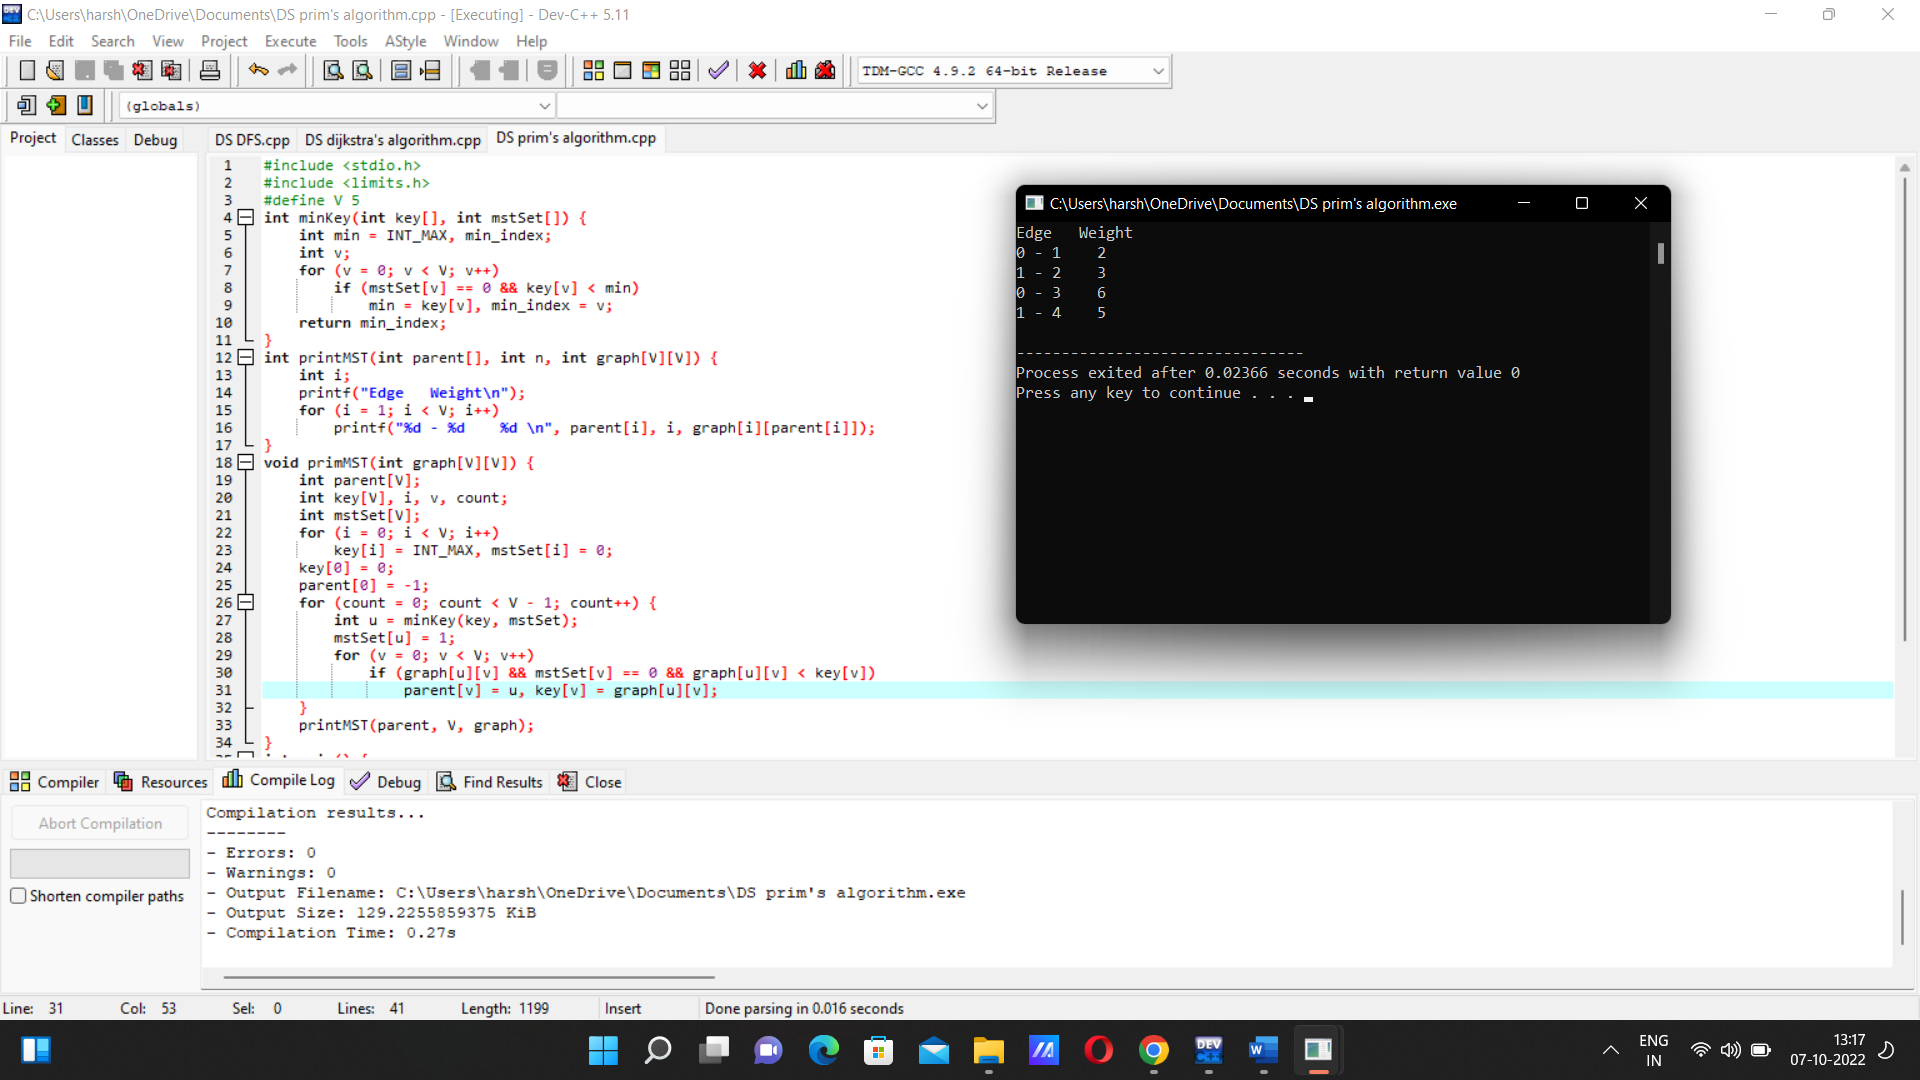 C:\Users\harsh\OneDrive\Documents\DS prim's algorithm.cpp - [Executing] - Dev-C++ 5.11
File Edit Search View Project Execute Tools AStyle Window Help
TDM-GCC 4.9.2 64-bit Release
(globals)
Project Classes Debug
DS DFS.cpp DS dijkstra's algorithm.cpp DS prim's algorithm.cpp
1 #include <stdio.h>
2 #include <limits.h>
3 #define V 5
4 int minKey(int key[], int mstSet[]) {
5 int min = INT_MAX, min_index;
6 int v;
7 for (v = 0; v < V; v++)
8 if (mstSet[v] == 0 && key[v] < min)
9 min = key[v], min_index = v;
10 return min_index;
11 }
12 int printMST(int parent[], int n, int graph[V][V]) {
13 int i;
14 printf("Edge   Weight\n");
15 for (i = 1; i < V; i++)
16 printf("%d - %d    %d \n", parent[i], i, graph[i][parent[i]]);
17 }
18 void primMST(int graph[V][V]) {
19 int parent[V];
20 int key[V], i, v, count;
21 int mstSet[V];
22 for (i = 0; i < V; i++)
23 key[i] = INT_MAX, mstSet[i] = 0;
24 key[0] = 0;
25 parent[0] = -1;
26 for (count = 0; count < V - 1; count++) {
27 int u = minKey(key, mstSet);
28 mstSet[u] = 1;
29 for (v = 0; v < V; v++)
30 if (graph[u][v] && mstSet[v] == 0 && graph[u][v] < key[v])
31 parent[v] = u, key[v] = graph[u][v];
32 }
33 printMST(parent, V, graph);
34 }
C:\Users\harsh\OneDrive\Documents\DS prim's algorithm.exe
Edge   Weight
0 - 1    2
1 - 2    3
0 - 3    6
1 - 4    5
--------------------------------
Process exited after 0.02366 seconds with return value 0
Press any key to continue . . .
Compiler Resources Compile Log Debug Find Results Close
Abort Compilation
Shorten compiler paths
Compilation results...
--------
- Errors: 0
- Warnings: 0
- Output Filename: C:\Users\harsh\OneDrive\Documents\DS prim's algorithm.exe
- Output Size: 129.2255859375 KiB
- Compilation Time: 0.27s
Line: 31 Col: 53 Sel: 0 Lines: 41 Length: 1199 Insert Done parsing in 0.016 seconds
DEV C++
W
ENG
IN
13:17
07-10-2022